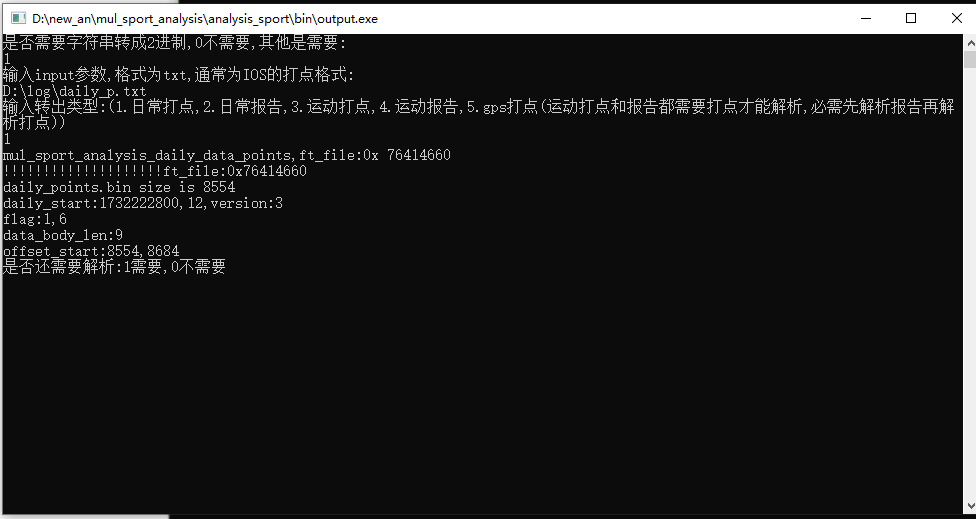 D:\new_an\mul_sport_analysis\analysis_sport\bin\output.exe
是否需要字符串转成2进制,0不需要,其他是需要:
1
输入input参数,格式为txt,通常为IOS的打点格式:
D:\log\daily_p.txt
输入转出类型:(1.日常打点,2.日常报告,3.运动打点,4.运动报告,5.gps打点(运动打点和报告都需要打点才能解析,必需先解析报告再解
析打点))
1
mul_sport_analysis_daily_data_points,ft_file:0x 76414660
!!!!!!!!!!!!!!!!!!!!ft_file:0x76414660
daily_points.bin size is 8554
daily_start:1732222800,12,version:3
flag:1,6
data_body_len:9
offset_start:8554,8684
是否还需要解析:1需要,0不需要